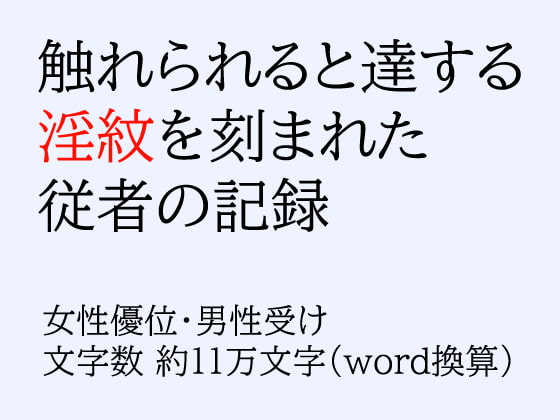 触れられると達する
淫紋を刻まれた
従者の記録
女性優位・男性受け
文字数 約11万文字（word換算）